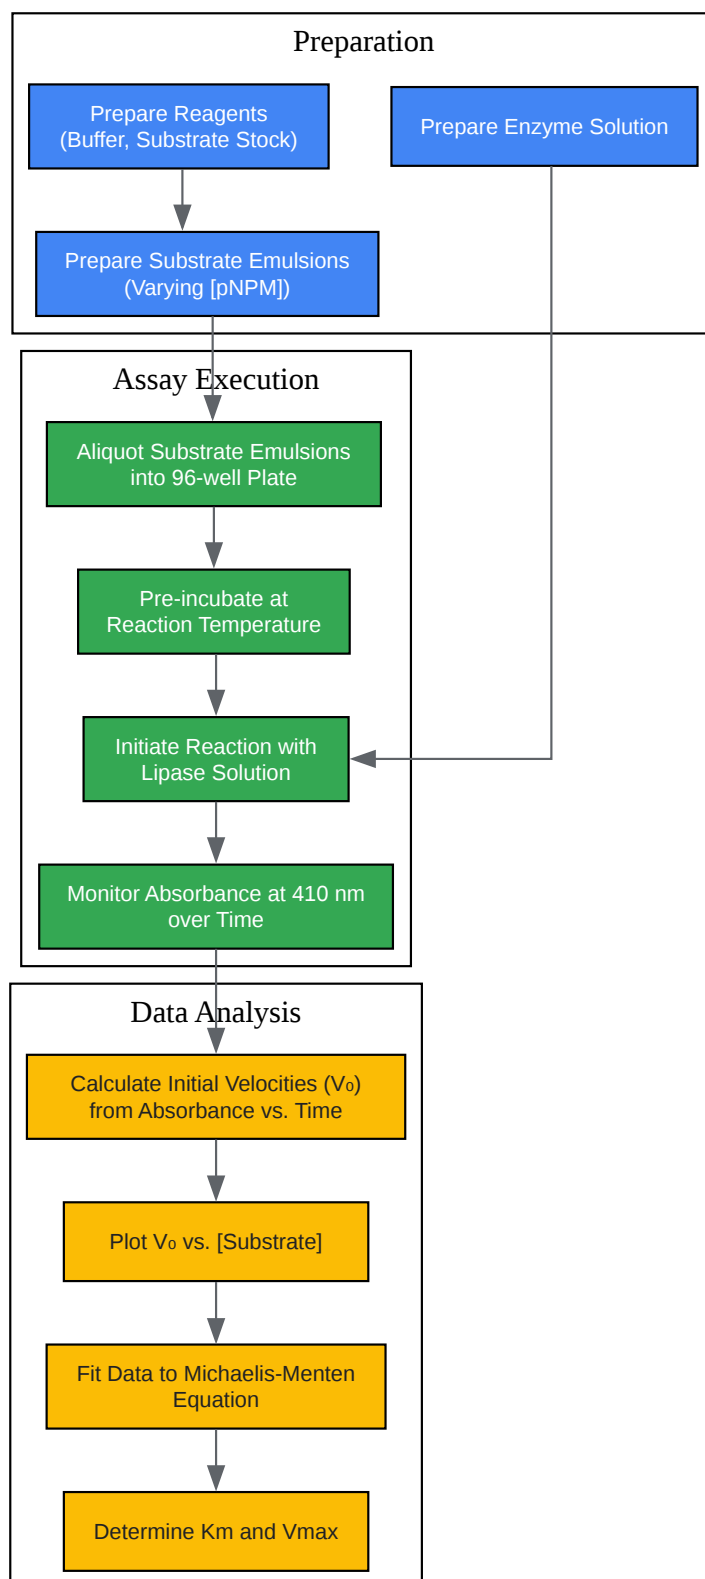 Preparation
Prepare Reagents
(Buffer, Substrate Stock)
Prepare Enzyme Solution
Prepare Substrate Emulsions
(Varying [pNPM])
Assay Execution
Aliquot Substrate Emulsions
into 96-well Plate
Pre-incubate at
Reaction Temperature
Initiate Reaction with
Lipase Solution
Monitor Absorbance at 410 nm
over Time
Data Analysis
Calculate Initial Velocities (V₀)
from Absorbance vs. Time
Plot V₀ vs. [Substrate]
Fit Data to Michaelis-Menten
Equation
Determine Km and Vmax